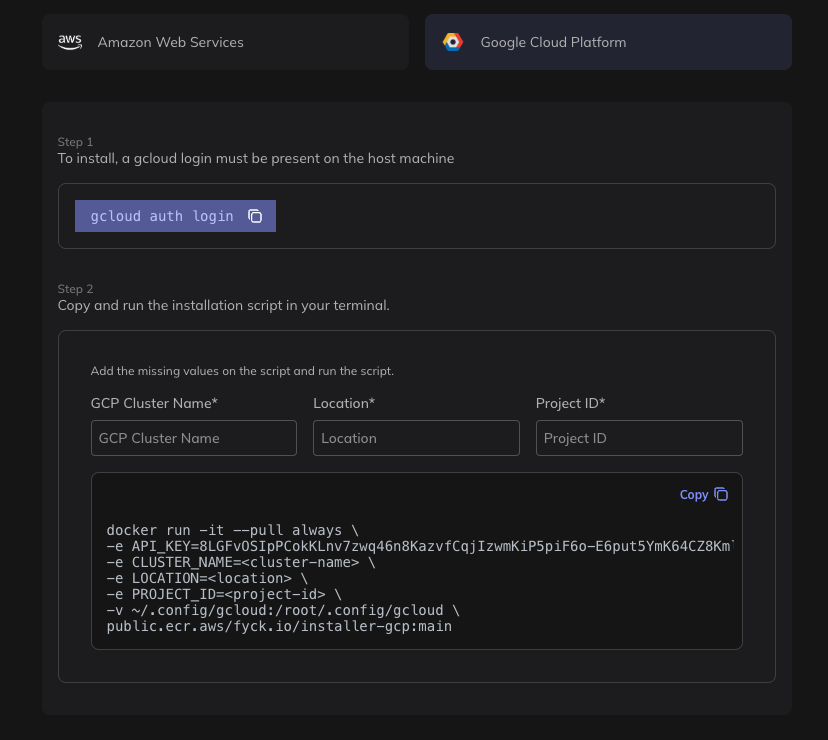 aws Amazon Web Services
Google Cloud Platform
Step 1
To install, a gcloud login must be present on the host machine
gcloud auth login
Step 2
Copy and run the installation script in your terminal.
Add the missing values on the script and run the script.
GCP Cluster Name* Location* Project ID*
GCP Cluster Name Location Project ID
Copy
docker run -it --pull always \
-e API_KEY=8LGFvOSIpPCokKLnv7zwq46n8KazvfCqjIzwmKiP5piF6o-E6put5YmK64CZ8Km
-e CLUSTER_NAME=<cluster-name> \
-e LOCATION=<location> \
-e PROJECT_ID=<project-id> \
-v ~/.config/gcloud:/root/.config/gcloud \
public.ecr.aws/fyck.io/installer-gcp:main